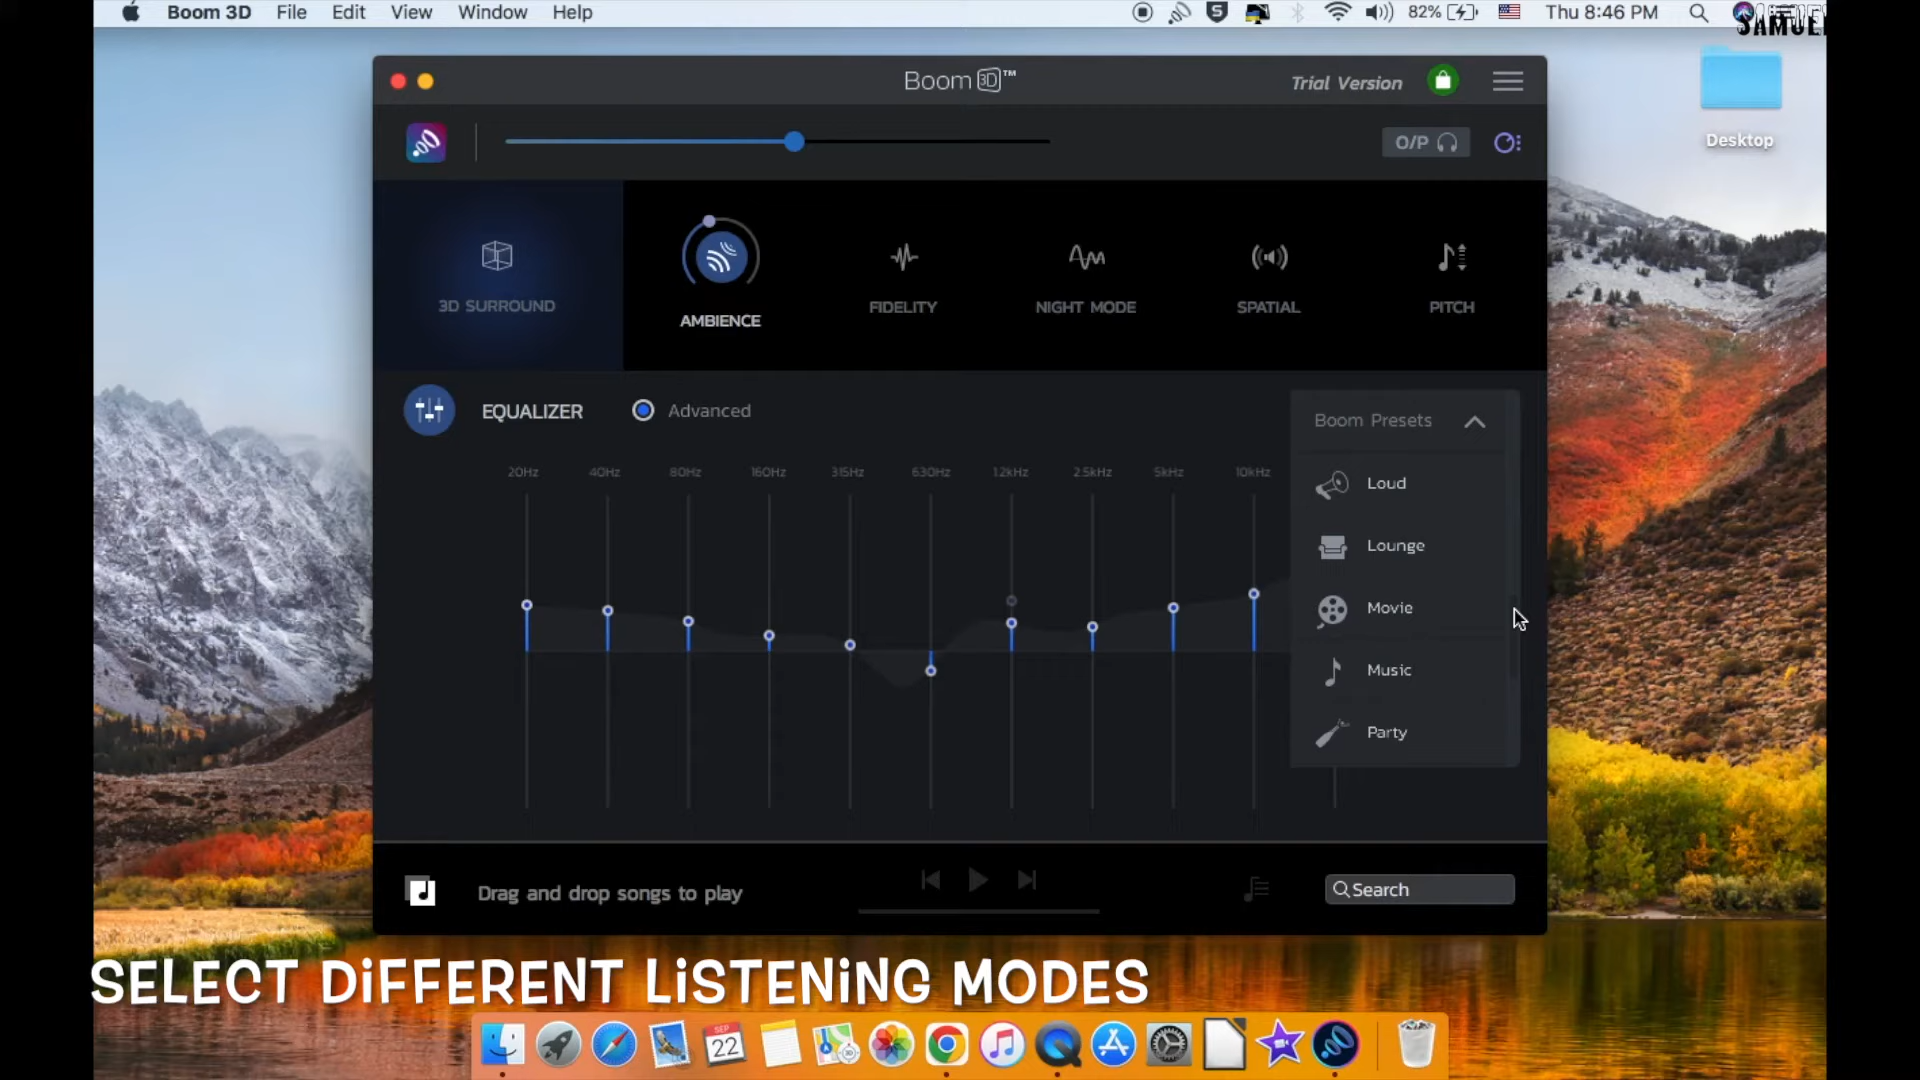 Boom 3D File Edit View Window Help
S 82% Thu 8:46 PM
SAMUEL
Desktop
Boom 3D™
Trial Version
O/P
3D SURROUND
AMBIENCE
FIDELITY
NIGHT MODE
SPATIAL
PITCH
EQUALIZER
Advanced
Boom Presets
20Hz 40Hz 80Hz 160Hz 315Hz 630Hz 1.2kHz 2.5kHz 5kHz 10kHz
Loud
Lounge
Movie
Music
Party
Drag and drop songs to play
Search
SELECT DiFFERENT LiSTENiNG MODES
SEP
22
3D